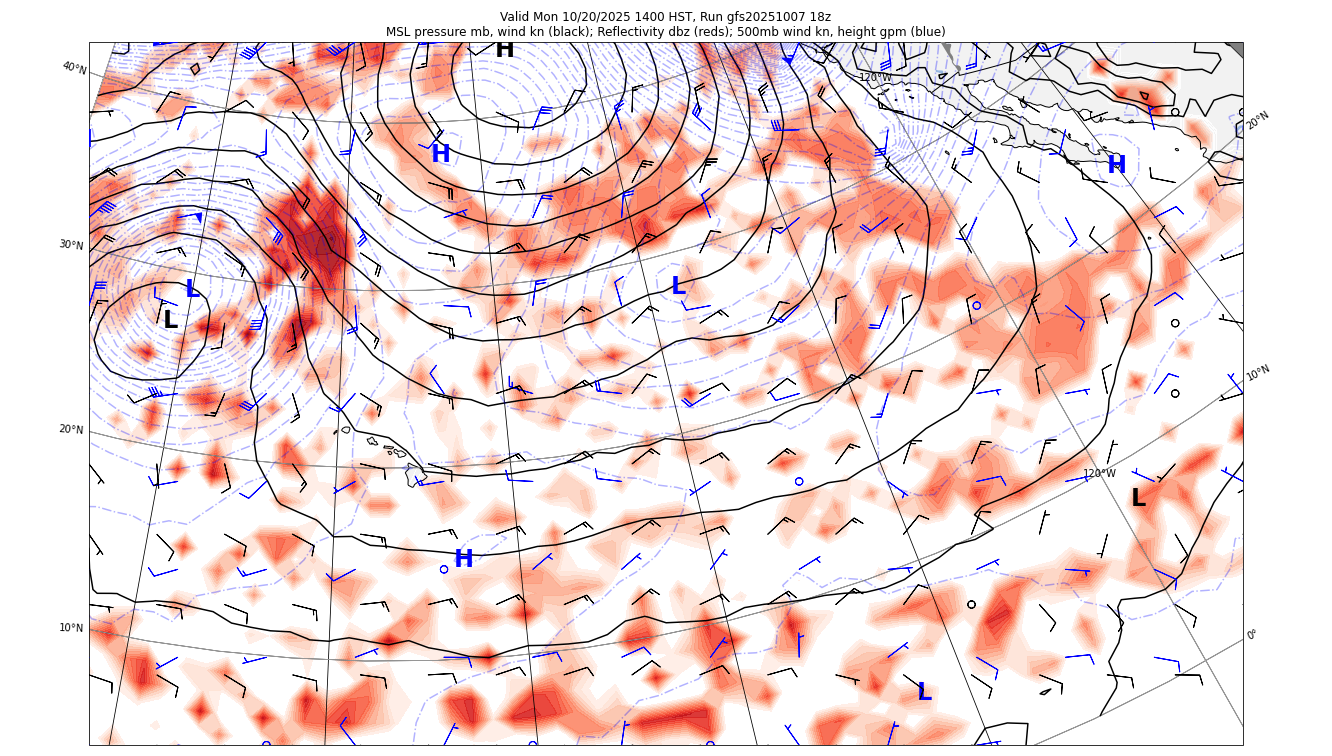 Valid Mon 10/20/2025 1400 HST, Run gfs20251007 18z
MSL pressure mb, wind kn (black); Reflectivity dbz (reds); 500mb wind kn, height gpm (blue)
H
40°N
120°W
20°N
H
H
30°N
L
L
L
10°N
20°N
120°W
L
H
10°N
0°
L